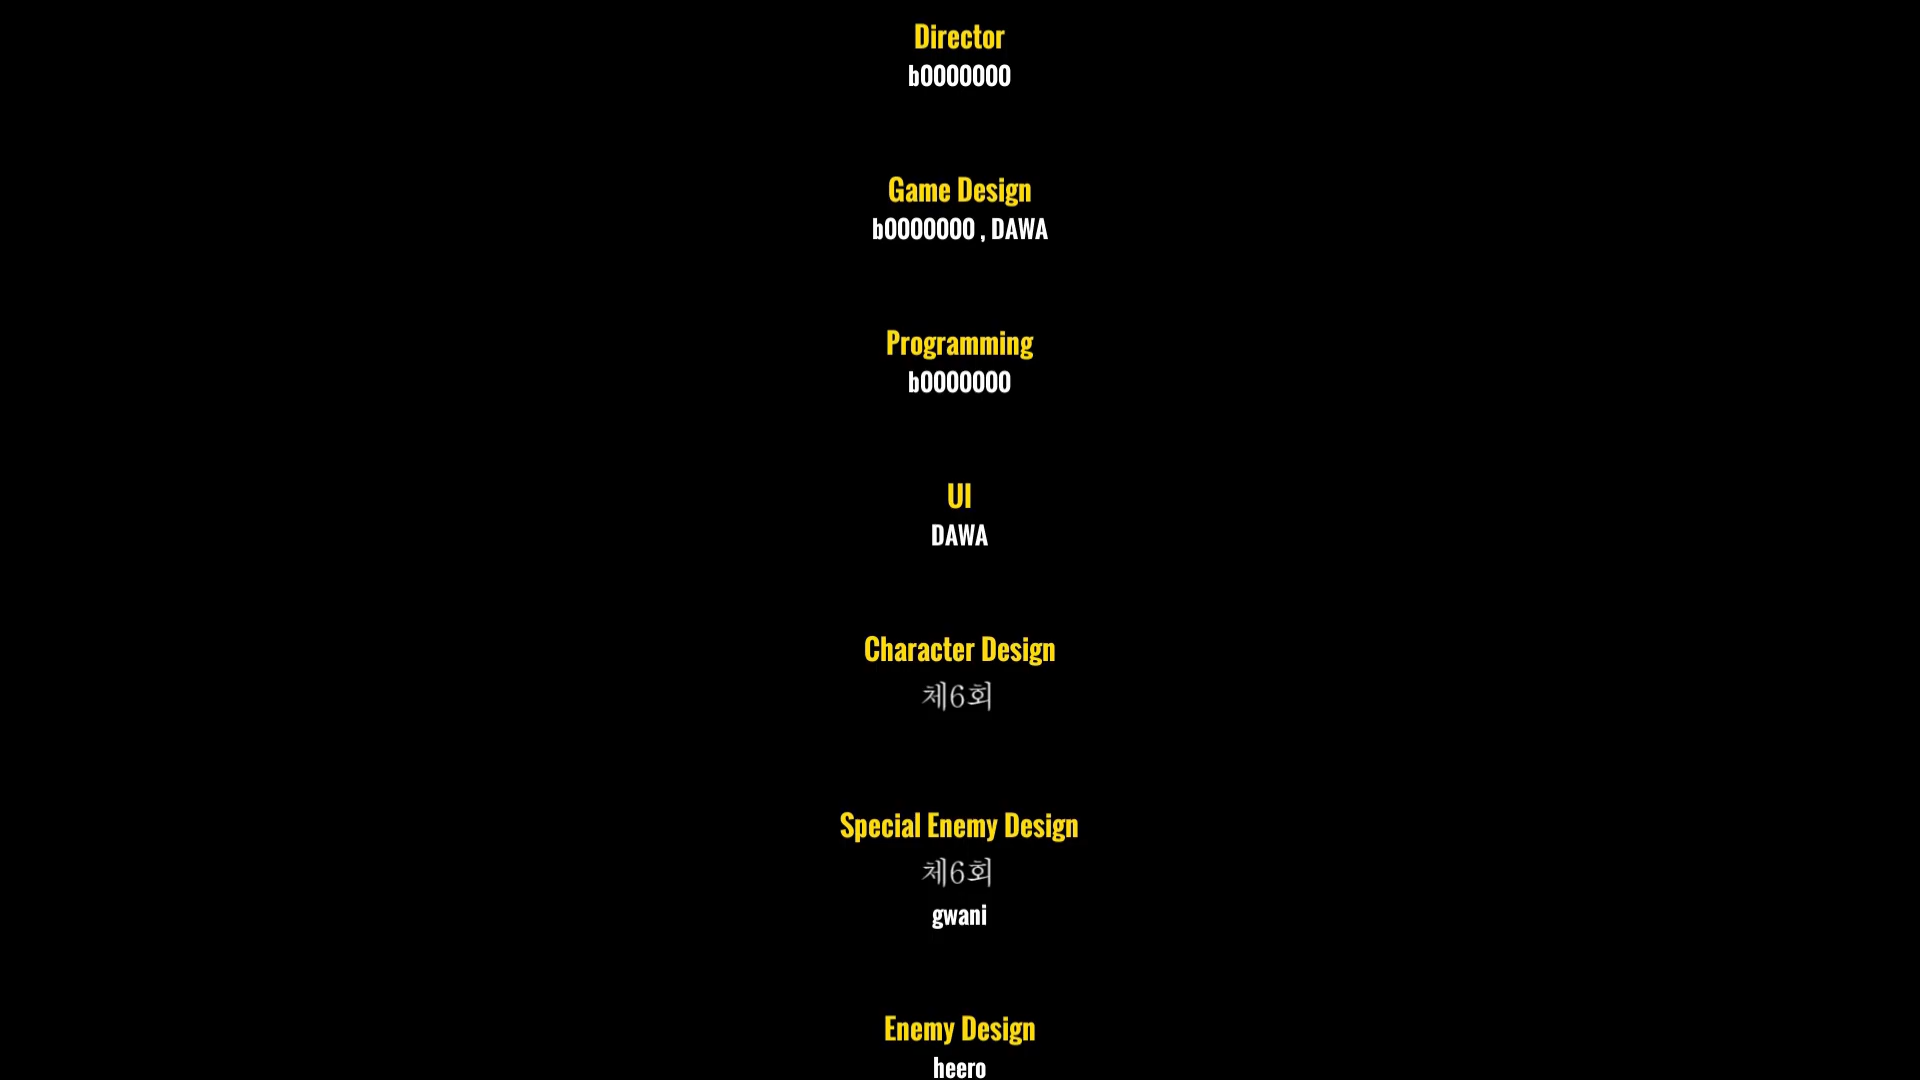 Director
b0000000
Game Design
b0000000 , DAWA
Programming
b0000000
UI
DAWA
Character Design
체6회
Special Enemy Design
체6회
gwani
Enemy Design
heero